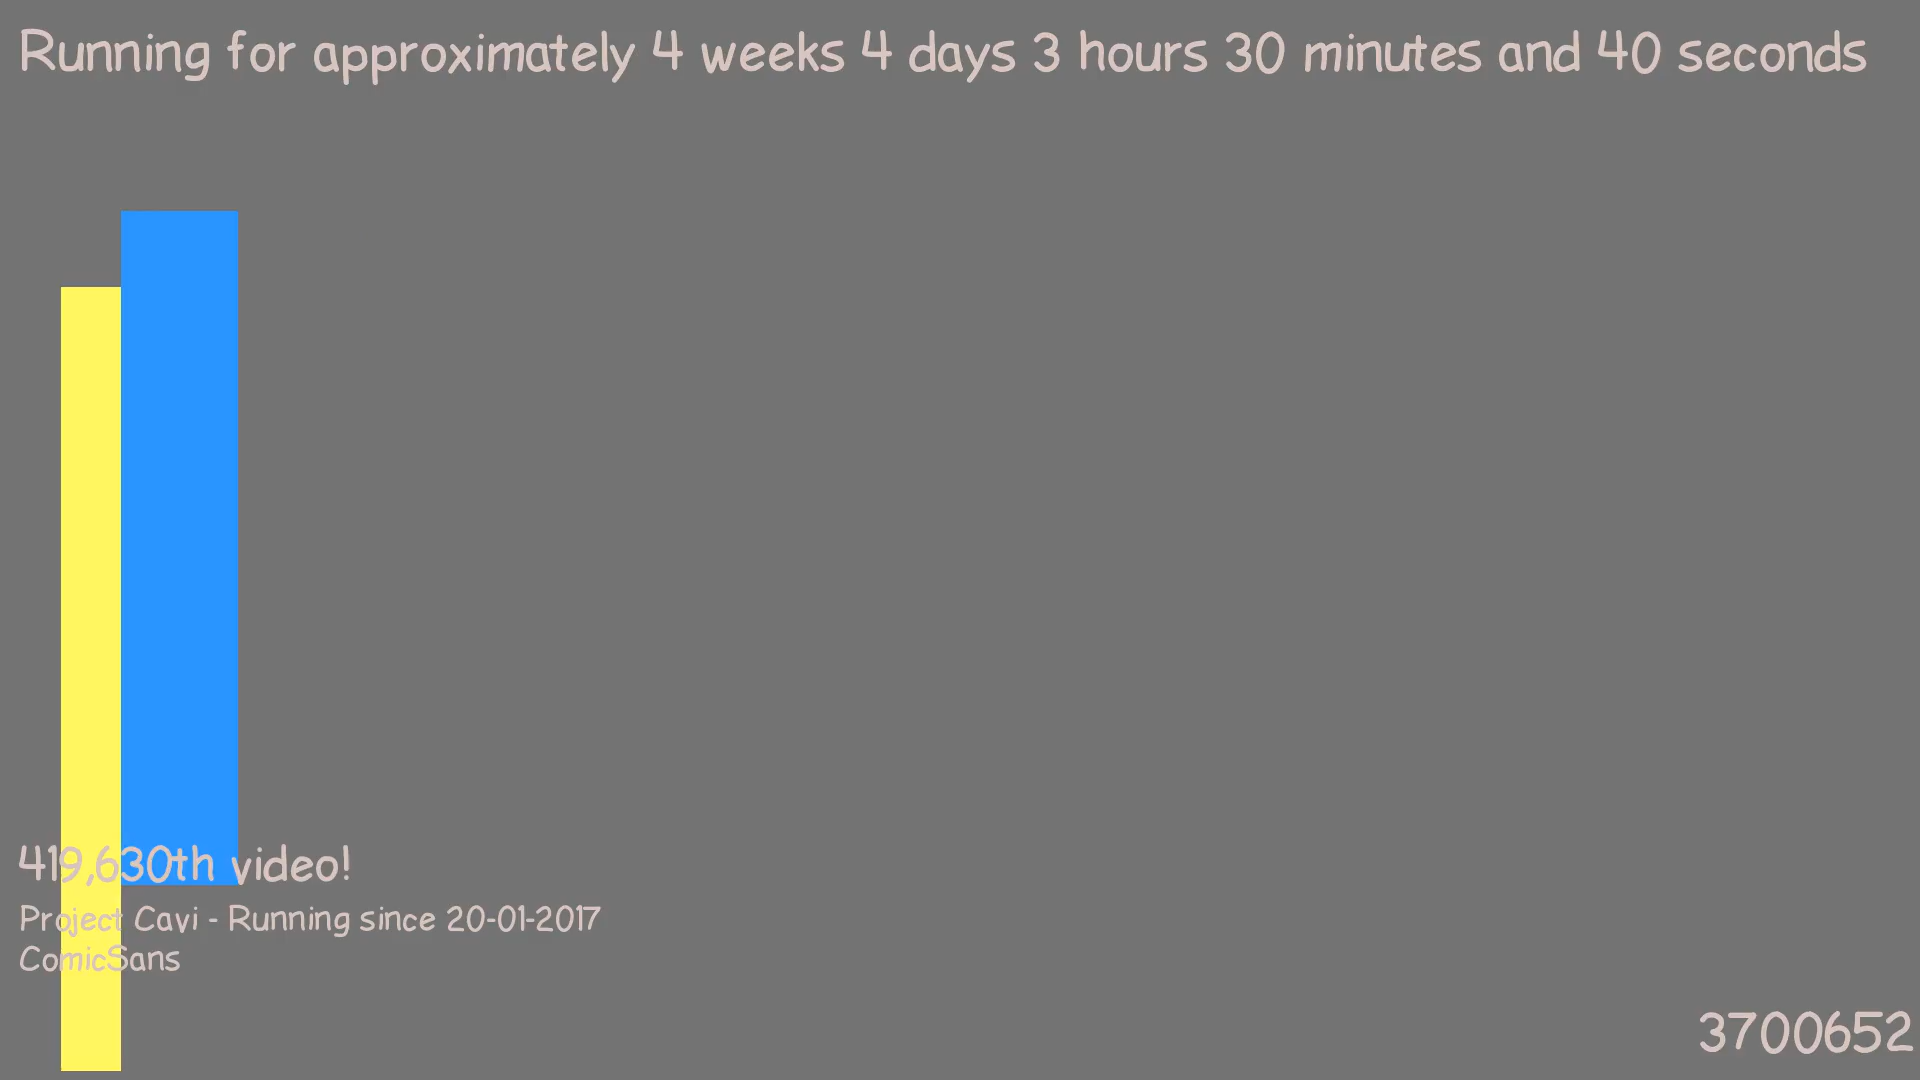 Running for approximately 4 weeks 4 days 3 hours 30 minutes and 40 seconds
419,630th video!
Project Cavi - Running since 20-01-2017
ComicSans
3700652